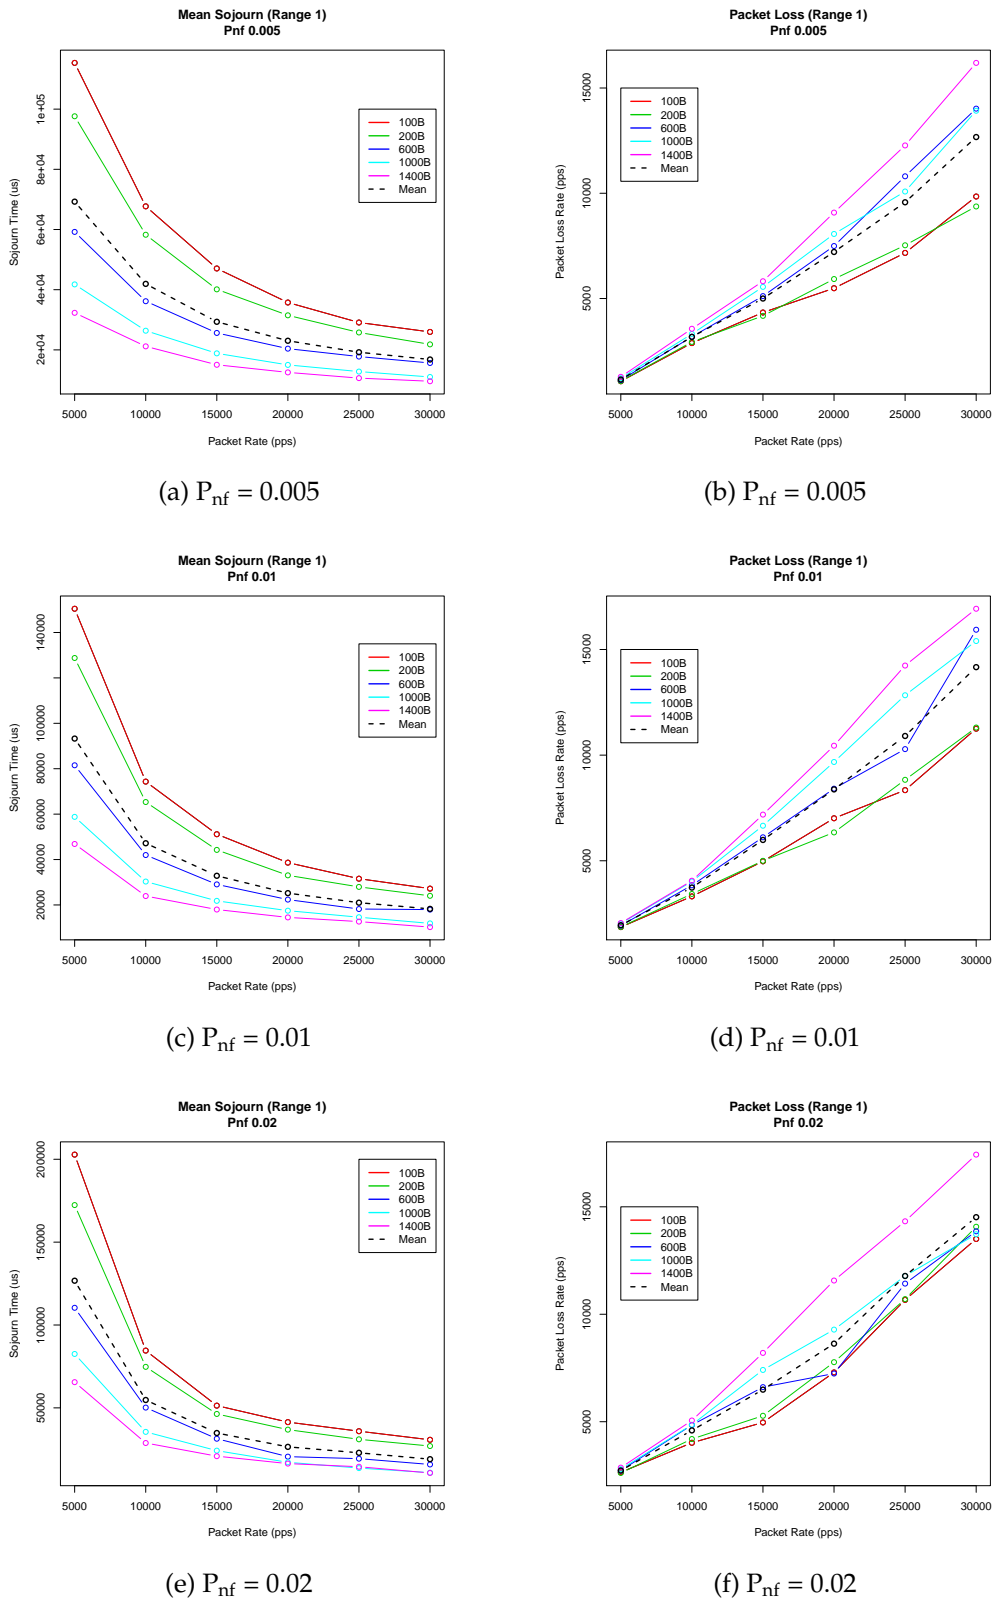 Mean Sojourn (Range 1)
Pnf 0.005
Sojourn Time (us)
1e+05
8e+04
6e+04
4e+04
2e+04
100B
200B
600B
1000B
1400B
Mean
5000 10000 15000 20000 25000 30000
Packet Rate (pps)
(a) Pnf = 0.005
Packet Loss (Range 1)
Pnf 0.005
Packet Loss Rate (pps)
15000
10000
5000
100B
200B
600B
1000B
1400B
Mean
5000 10000 15000 20000 25000 30000
Packet Rate (pps)
(b) Pnf = 0.005
Mean Sojourn (Range 1)
Pnf 0.01
Sojourn Time (us)
140000
100000
80000
60000
40000
20000
100B
200B
600B
1000B
1400B
Mean
5000 10000 15000 20000 25000 30000
Packet Rate (pps)
(c) Pnf = 0.01
Packet Loss (Range 1)
Pnf 0.01
Packet Loss Rate (pps)
15000
10000
5000
100B
200B
600B
1000B
1400B
Mean
5000 10000 15000 20000 25000 30000
Packet Rate (pps)
(d) Pnf = 0.01
Mean Sojourn (Range 1)
Pnf 0.02
Sojourn Time (us)
200000
150000
100000
50000
100B
200B
600B
1000B
1400B
Mean
5000 10000 15000 20000 25000 30000
Packet Rate (pps)
(e) Pnf = 0.02
Packet Loss (Range 1)
Pnf 0.02
Packet Loss Rate (pps)
15000
10000
5000
100B
200B
600B
1000B
1400B
Mean
5000 10000 15000 20000 25000 30000
Packet Rate (pps)
(f) Pnf = 0.02